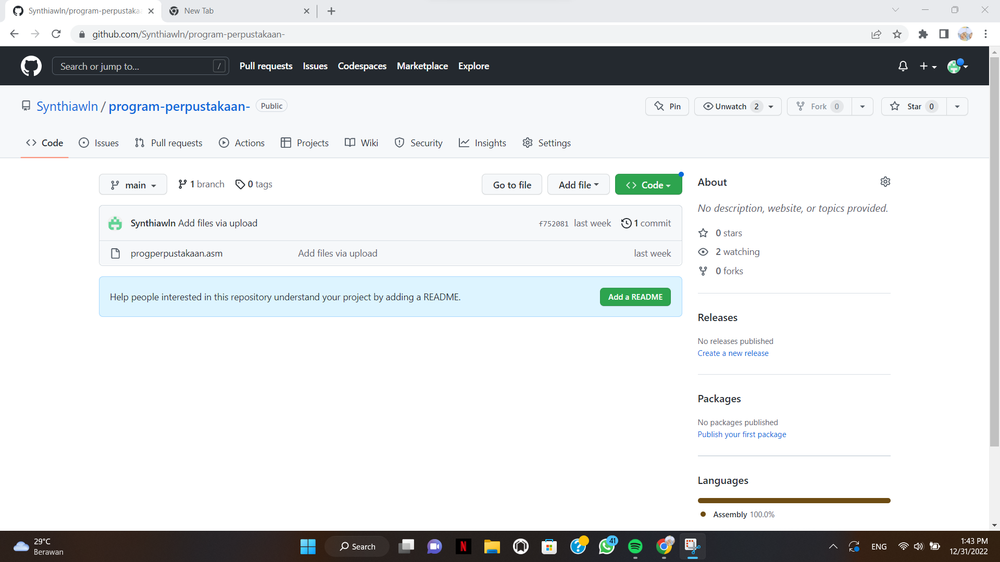 Synthiawln/program-perpustakaa
New Tab
github.com/Synthiawln/program-perpustakaan-
Search or jump to... /
Pull requests Issues Codespaces Marketplace Explore
Synthiawln / program-perpustakaan- Public
Pin
Unwatch 2
Fork 0
Star 0
Code Issues Pull requests Actions Projects Wiki Security Insights Settings
main 1 branch 0 tags
Go to file Add file Code
Synthiawln Add files via upload f752081 last week 1 commit
progperpustakaan.asm Add files via upload last week
Help people interested in this repository understand your project by adding a README. Add a README
About
No description, website, or topics provided.
0 stars
2 watching
0 forks
Releases
No releases published
Create a new release
Packages
No packages published
Publish your first package
Languages
Assembly 100.0%
29°C
Berawan
Search
N
41
ENG
1:43 PM
12/31/2022